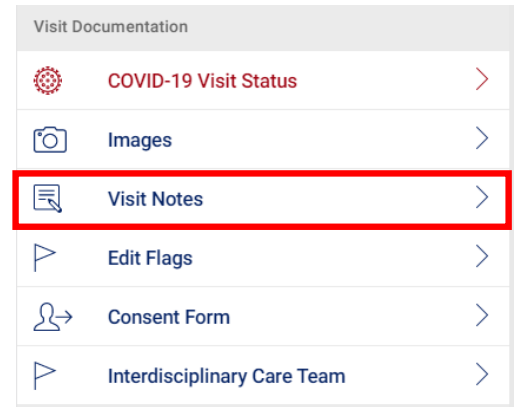 Visit Documentation
COVID-19 Visit Status
Images
Visit Notes
Edit Flags
Consent Form
Interdisciplinary Care Team